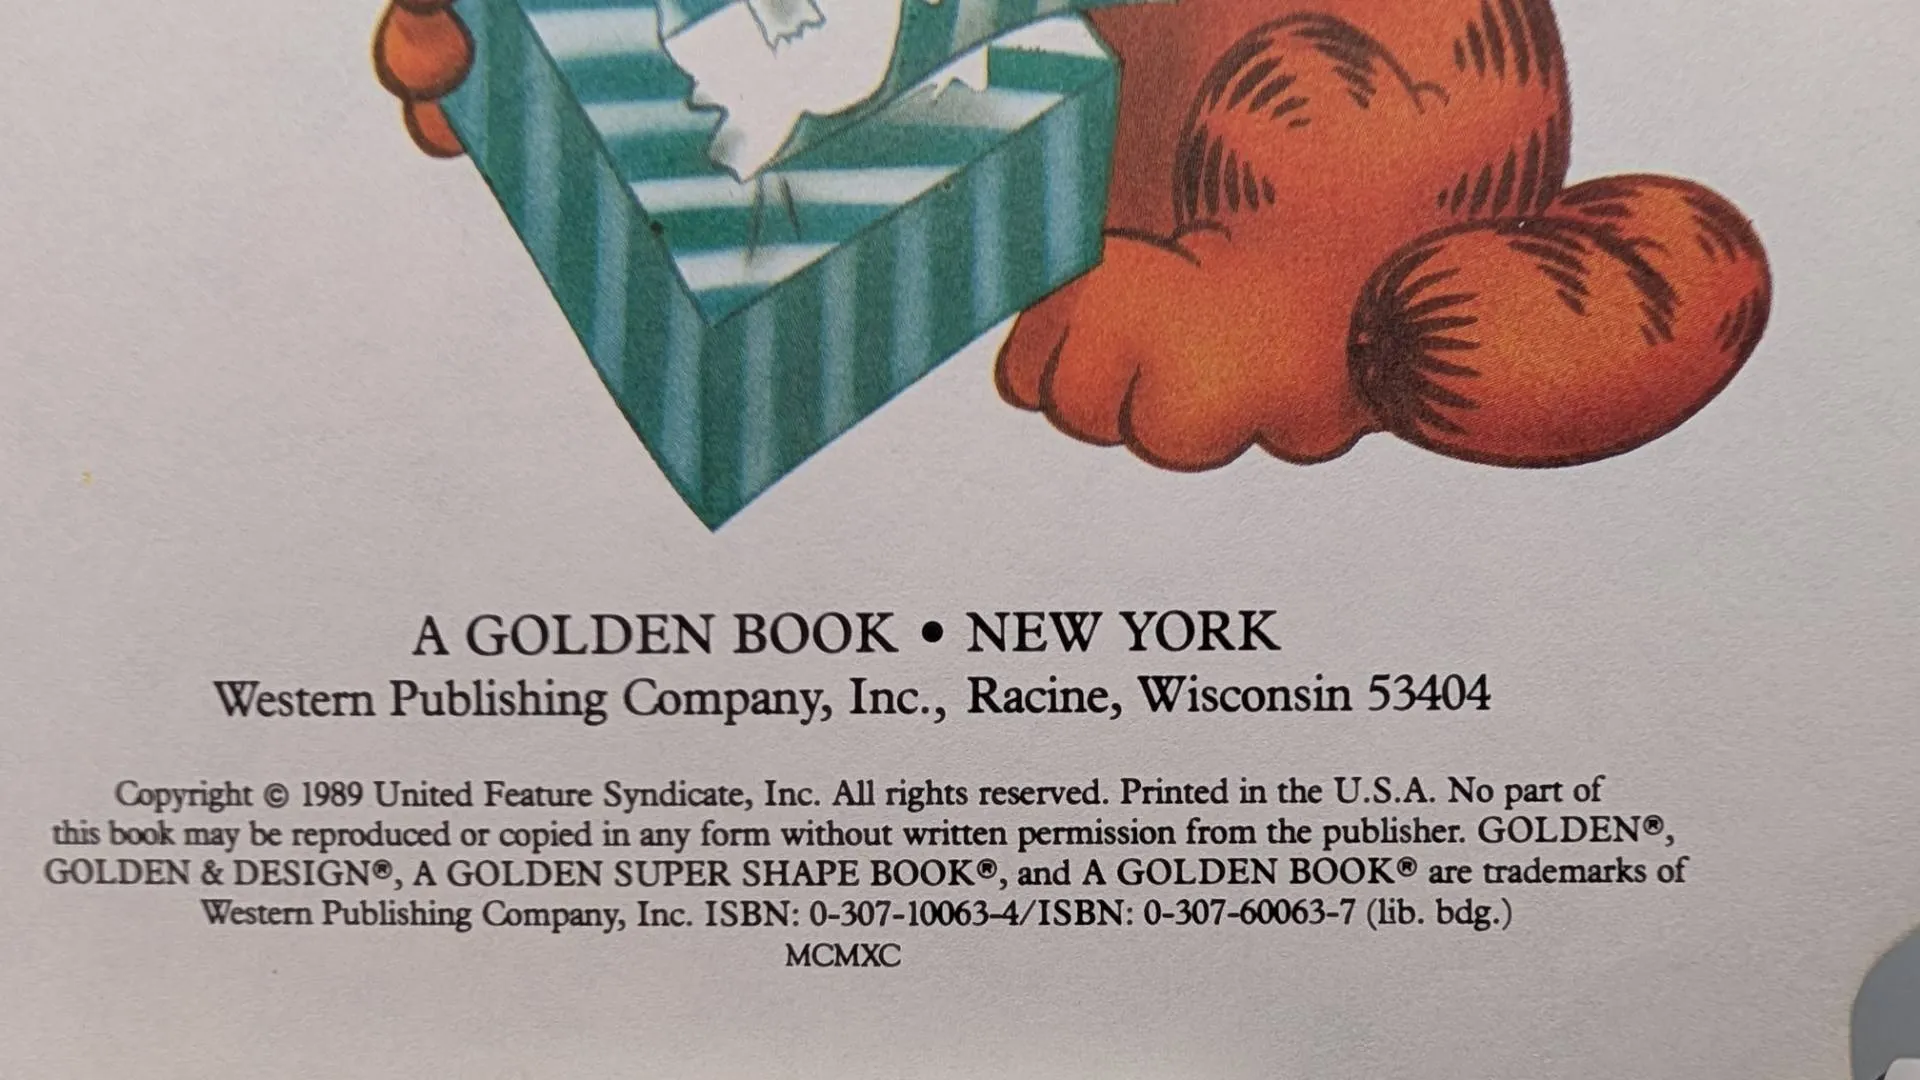 A GOLDEN BOOK • NEW YORK
Western Publishing Company, Inc., Racine, Wisconsin 53404
Copyright © 1989 United Feature Syndicate, Inc. All rights reserved. Printed in the U.S.A. No part of
this book may be reproduced or copied in any form without written permission from the publisher. GOLDEN®,
GOLDEN & DESIGN®, A GOLDEN SUPER SHAPE BOOK®, and A GOLDEN BOOK® are trademarks of
Western Publishing Company, Inc. ISBN: 0-307-10063-4/ISBN: 0-307-60063-7 (lib. bdg.)
MCMXC